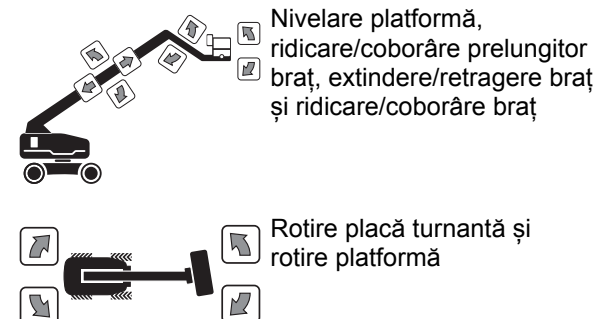 Nivelare platformă,
ridicare/coborâre prelungitor
braț, extindere/retragere braț
și ridicare/coborâre braț
Rotire placă turnantă și
rotire platformă